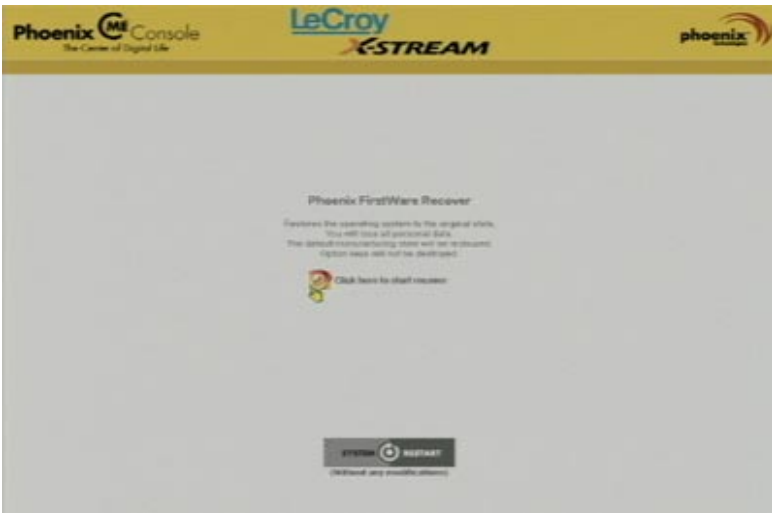 Phoenix CME Console
The Center of Digital Life
LeCroy
X-STREAM
phoenix
technologies
Phoenix FirstWare Recover
Restores the operating system to the original state.
You will lose all personal data.
The default manufacturing state will be restored.
Option keys will not be destroyed.
Click here to start recover
SYSTEM RESTART
(Without any modifications)